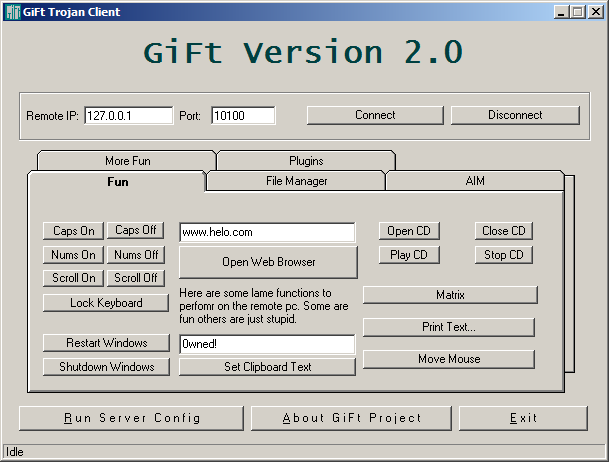 GiFt Trojan Client
GiFt Version 2.0
Remote IP: 127.0.0.1 Port: 10100 Connect Disconnect
More Fun Plugins
Fun File Manager AIM
Caps On Caps Off www.helo.com Open CD Close CD
Nums On Nums Off Open Web Browser Play CD Stop CD
Scroll On Scroll Off
Lock Keyboard
Here are some lame functions to
perfomr on the remote pc. Some are
fun others are just stupid.
Matrix
Print Text...
Restart Windows 0wned! Move Mouse
Shutdown Windows Set Clipboard Text
Run Server Config About GiFt Project Exit
Idle